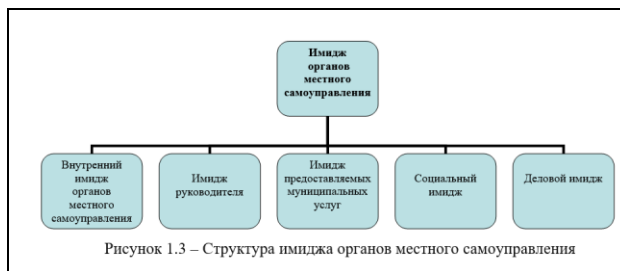 Имидж
органов
местного
самоуправления
Внутренний
имидж
органов
местного
самоуправления
Имидж
руководителя
Имидж
предоставляемых
муниципальных
услуг
Социальный
имидж
Деловой имидж
Рисунок 1.3 – Структура имиджа органов местного самоуправления